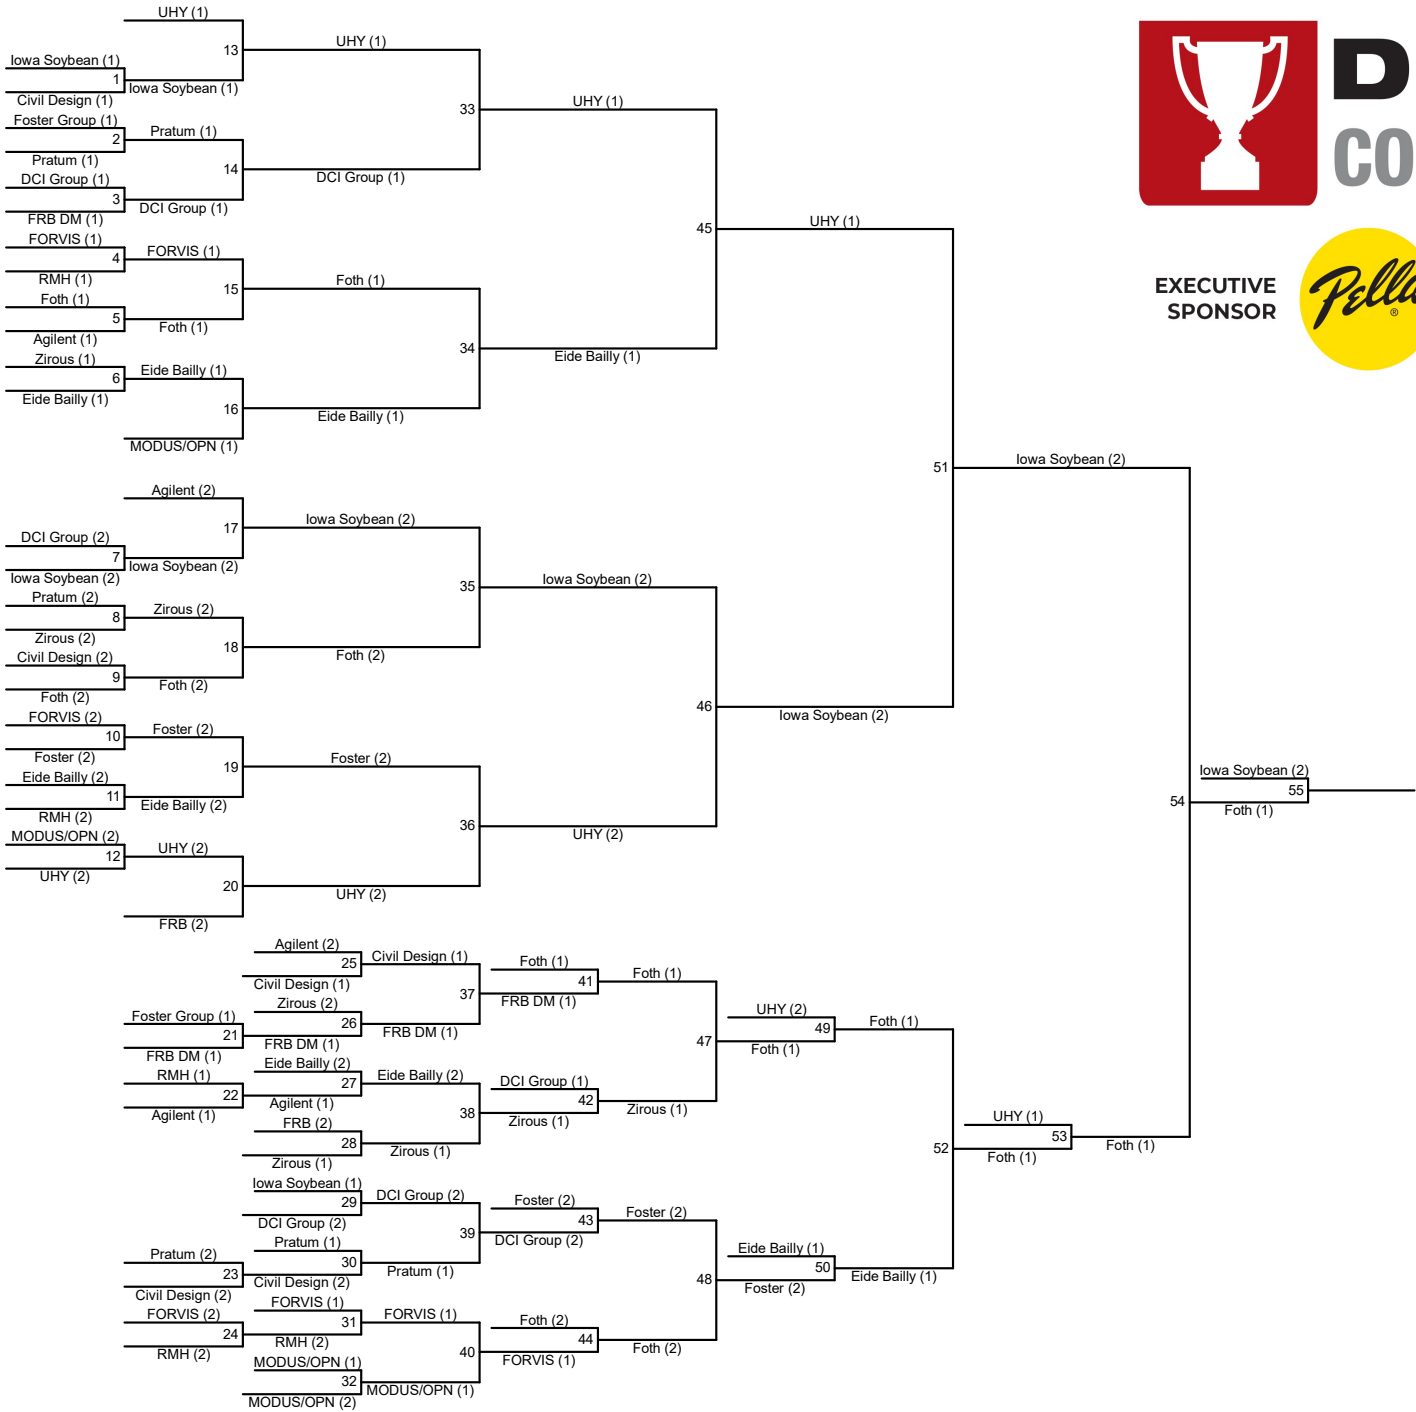 UHY (1)
13
UHY (1)
Iowa Soybean (1)
1
Iowa Soybean (1)
Civil Design (1)
33
UHY (1)
Foster Group (1)
2
Pratum (1)
Pratum (1)
14
DCI Group (1)
DCI Group (1)
3
DCI Group (1)
FRB DM (1)
45
UHY (1)
FORVIS (1)
4
FORVIS (1)
RMH (1)
15
Foth (1)
Foth (1)
5
Foth (1)
Agilent (1)
34
Eide Bailly (1)
Zirous (1)
6
Eide Bailly (1)
Eide Bailly (1)
16
Eide Bailly (1)
MODUS/OPN (1)
51
Iowa Soybean (2)
Agilent (2)
17
Iowa Soybean (2)
DCI Group (2)
7
Iowa Soybean (2)
Iowa Soybean (2)
35
Iowa Soybean (2)
Pratum (2)
8
Zirous (2)
Zirous (2)
18
Foth (2)
Civil Design (2)
9
Foth (2)
Foth (2)
46
Iowa Soybean (2)
FORVIS (2)
10
Foster (2)
Foster (2)
19
Foster (2)
Eide Bailly (2)
11
Eide Bailly (2)
RMH (2)
36
UHY (2)
MODUS/OPN (2)
12
UHY (2)
UHY (2)
20
UHY (2)
FRB (2)
54
Iowa Soybean (2)
55
Foth (1)
Agilent (2)
25
Civil Design (1)
Civil Design (1)
37
Foth (1)
41
Foth (1)
FRB DM (1)
Zirous (2)
26
FRB DM (1)
FRB DM (1)
Foster Group (1)
21
FRB DM (1)
47
UHY (2)
49
Foth (1)
Foth (1)
RMH (1)
22
Agilent (1)
Eide Bailly (2)
27
Eide Bailly (2)
Agilent (1)
38
DCI Group (1)
42
Zirous (1)
Zirous (1)
FRB (2)
28
Zirous (1)
Zirous (1)
52
UHY (1)
53
Foth (1)
Foth (1)
Iowa Soybean (1)
29
DCI Group (2)
DCI Group (2)
39
Foster (2)
43
Foster (2)
DCI Group (2)
Pratum (1)
30
Pratum (1)
Civil Design (2)
Pratum (2)
23
Civil Design (2)
48
Eide Bailly (1)
50
Eide Bailly (1)
Foster (2)
FORVIS (2)
24
RMH (2)
FORVIS (1)
31
FORVIS (1)
RMH (2)
40
Foth (2)
44
Foth (2)
FORVIS (1)
MODUS/OPN (1)
32
MODUS/OPN (1)
MODUS/OPN (2)
D
CO
EXECUTIVE
SPONSOR
Pella
®